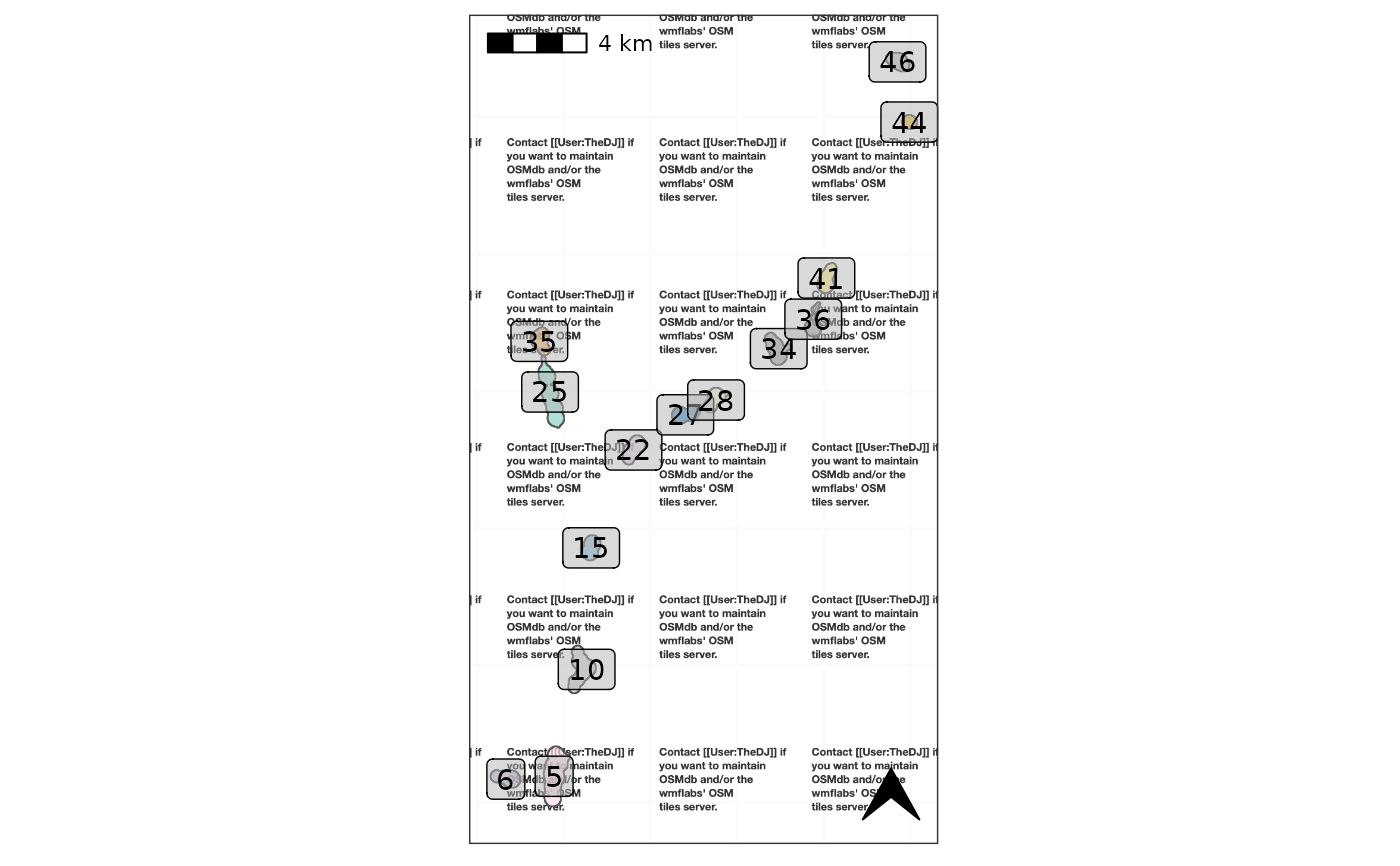 OSMdb and/or the
wmflabs' OSM
OSMdb and/or the
wmflabs' OSM
tiles server.
OSMdb and/or the
wmflabs' OSM
tiles server.
4 km
46
44
] if
Contact [[User:TheDJ]] if
you want to maintain
OSMdb and/or the
wmflabs' OSM
tiles server.
Contact [[User:TheDJ]] if
you want to maintain
OSMdb and/or the
wmflabs' OSM
tiles server.
Contact [[User:TheDJ]] if
you want to maintain
OSMdb and/or the
wmflabs' OSM
tiles server.
41
] if
Contact [[User:TheDJ]] if
you want to maintain
OSMdb and/or the
wmflabs' OSM
tiles server.
Contact [[User:TheDJ]] if
you want to maintain
OSMdb and/or the
wmflabs' OSM
tiles server.
Contact [[User:TheDJ]] if
you want to maintain
OSMdb and/or the
wmflabs' OSM
tiles server.
36
35
34
25
28
27
22
] if
Contact [[User:TheDJ]] if
you want to maintain
OSMdb and/or the
wmflabs' OSM
tiles server.
Contact [[User:TheDJ]] if
you want to maintain
OSMdb and/or the
wmflabs' OSM
tiles server.
Contact [[User:TheDJ]] if
you want to maintain
OSMdb and/or the
wmflabs' OSM
tiles server.
15
] if
Contact [[User:TheDJ]] if
you want to maintain
OSMdb and/or the
wmflabs' OSM
tiles server.
Contact [[User:TheDJ]] if
you want to maintain
OSMdb and/or the
wmflabs' OSM
tiles server.
Contact [[User:TheDJ]] if
you want to maintain
OSMdb and/or the
wmflabs' OSM
tiles server.
10
] if
Contact [[User:TheDJ]] if
you want to maintain
OSMdb and/or the
wmflabs' OSM
tiles server.
Contact [[User:TheDJ]] if
you want to maintain
OSMdb and/or the
wmflabs' OSM
tiles server.
Contact [[User:TheDJ]] if
you want to maintain
OSMdb and/or the
wmflabs' OSM
tiles server.
6
5